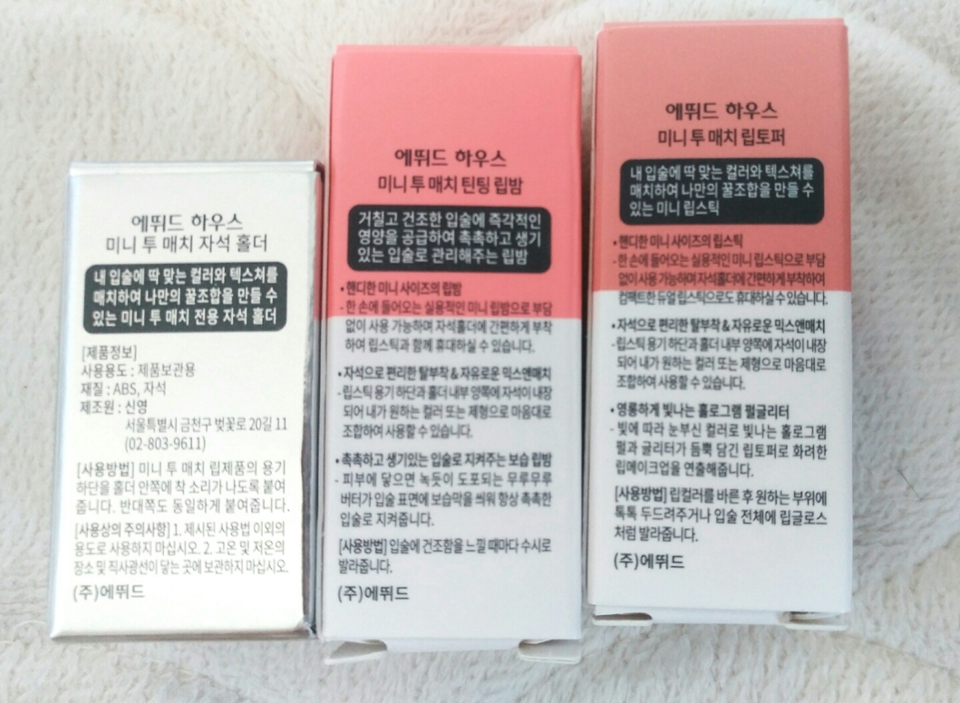 에뛰드 하우스
미니 투 매치 자석 홀더
내 입술에 딱 맞는 컬러와 텍스쳐를
매치하여 나만의 꿀조합을 만들 수
있는 미니 투 매치 전용 자석 홀더
[제품정보]
사용용도 : 제품보관용
재질 : ABS, 자석
제조원 : 신영
서울특별시 금천구 벚꽃로 20길 11
(02-803-9611)
[사용방법] 미니 투 매치 립제품의 용기
하단을 홀더 안쪽에 착 소리가 나도록 붙여
줍니다. 반대쪽도 동일하게 붙여줍니다.
[사용상의 주의사항] 1. 제시된 사용법 이외의
용도로 사용하지 마십시오. 2. 고온 및 저온의
장소 및 직사광선이 닿는 곳에 보관하지 마십시오.
(주)에뛰드
에뛰드 하우스
미니 투 매치 틴팅 립밤
거칠고 건조한 입술에 즉각적인
영양을 공급하여 촉촉하고 생기
있는 입술로 관리해주는 립밤
• 핸디한 미니 사이즈의 립밤
- 한 손에 들어오는 실용적인 미니 립밤으로 부담
없이 사용 가능하며 자석홀더에 간편하게 부착
하여 립스틱과 함께 휴대하실 수 있습니다.
• 자석으로 편리한 탈부착 & 자유로운 믹스앤매치
- 립스틱 용기 하단과 홀더 내부 양쪽에 자석이 내장
되어 내가 원하는 컬러 또는 제형으로 마음대로
조합하여 사용할 수 있습니다.
• 촉촉하고 생기있는 입술로 지켜주는 보습 립밤
- 피부에 닿으면 녹듯이 도포되는 무루무루
버터가 입술 표면에 보습막을 씌워 항상 촉촉한
입술로 지켜줍니다.
[사용방법] 입술에 건조함을 느낄 때마다 수시로
발라줍니다.
(주)에뛰드
에뛰드 하우스
미니 투 매치 립토퍼
내 입술에 딱 맞는 컬러와 텍스쳐를
매치하여 나만의 꿀조합을 만들 수
있는 미니 립스틱
• 핸디한 미니 사이즈의 립스틱
- 한 손에 들어오는 실용적인 미니 립스틱으로 부담
없이 사용 가능하며 자석홀더에 간편하게 부착하여
컴팩트한 듀얼 립스틱으로도 휴대하실 수 있습니다.
• 자석으로 편리한 탈부착 & 자유로운 믹스앤매치
- 립스틱 용기 하단과 홀더 내부 양쪽에 자석이 내장
되어 내가 원하는 컬러 또는 제형으로 마음대로
조합하여 사용할 수 있습니다.
• 영롱하게 빛나는 홀로그램 펄글리터
- 빛에 따라 눈부신 컬러로 빛나는 홀로그램
펄과 글리터가 듬뿍 담긴 립토퍼로 화려한
립메이크업을 연출해줍니다.
[사용방법] 립컬러를 바른 후 원하는 부위에
톡톡 두드려주거나 입술 전체에 립글로스
처럼 발라줍니다.
(주)에뛰드